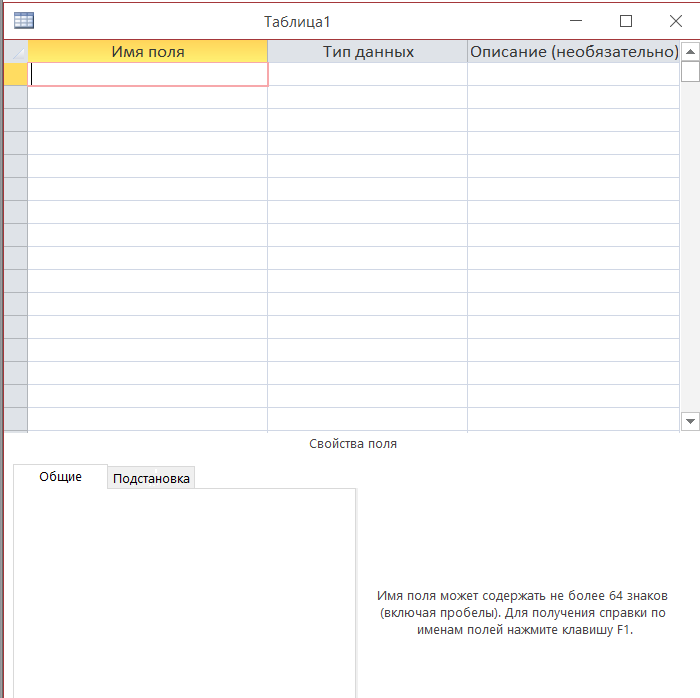 Таблица1
Имя поля Тип данных Описание (необязательно)
Свойства поля
Общие Подстановка
Имя поля может содержать не более 64 знаков
(включая пробелы). Для получения справки по
именам полей нажмите клавишу F1.